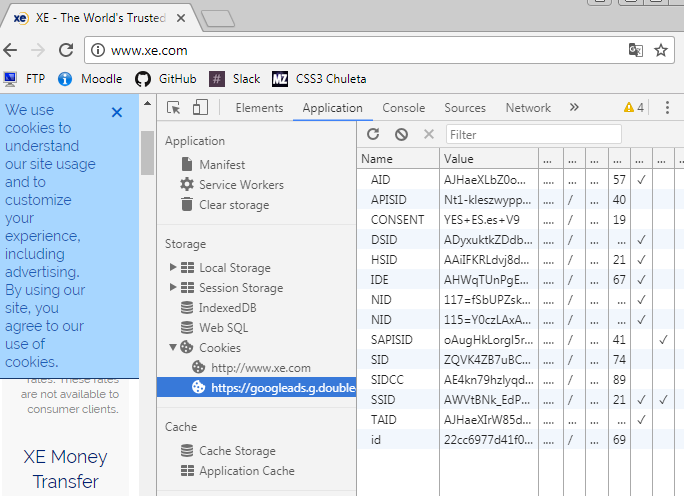 XE - The World's Trusted
www.xe.com
FTP Moodle GitHub Slack CSS3 Chuleta
We use
cookies to
understand
our site usage
and to
customize
your
experience,
including
advertising.
By using our
site, you
agree to our
use of
cookies.
rates. These rates
are not available to
consumer clients.
XE Money
Transfer
Elements Application Console Sources Network » 4
Application
Manifest
Service Workers
Clear storage
Storage
Local Storage
Session Storage
IndexedDB
Web SQL
Cookies
http://www.xe.com
https://googleads.g.double
Cache
Cache Storage
Application Cache
Filter
Name Value ... ... ... ... ... ...
AID AJHaeXLbZ0o... .... ... ... 57 ✓
APISID Nt1-kleszwypp... .... / ... 40
CONSENT YES+ES.es+V9 .... / ... 19
DSID ADyxuktkZDdb... .... / ... ... ✓
HSID AAiIFKRLdvj8d... .... / ... 21 ✓
IDE AHWqTUnPgE... .... / ... 67 ✓
NID 117=fSbUPZsk... .... / ... ... ✓
NID 115=Y0czLAxA... .... / ... ... ✓
SAPISID oAugHkLorgI5r... .... / ... 41 ✓
SID ZQVK4ZB7uBC... .... / ... 74
SIDCC AE4kn79hzlyqd... .... / ... 89
SSID AWVtBNk_EdP... .... / ... 21 ✓ ✓
TAID AJHaeXIrW85d... .... ... ... ... ✓
id 22cc6977d41f0... .... / ... 69